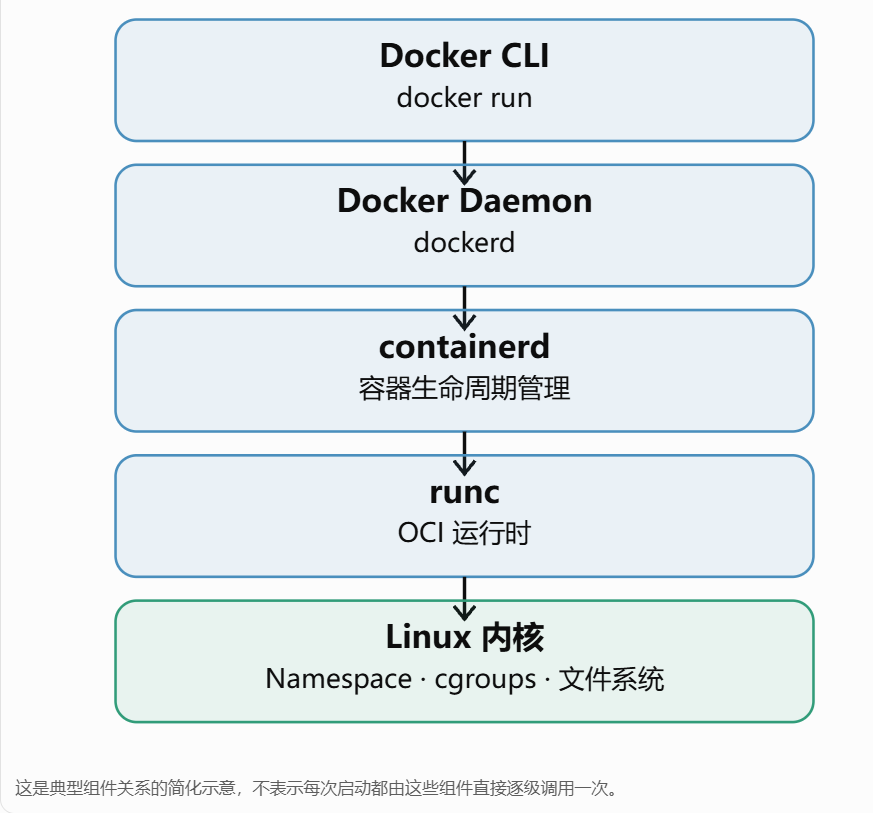 Docker CLI
docker run
Docker Daemon
dockerd
containerd
容器生命周期管理
runc
OCI 运行时
Linux 内核
Namespace · cgroups · 文件系统
这是典型组件关系的简化示意，不表示每次启动都由这些组件直接逐级调用一次。